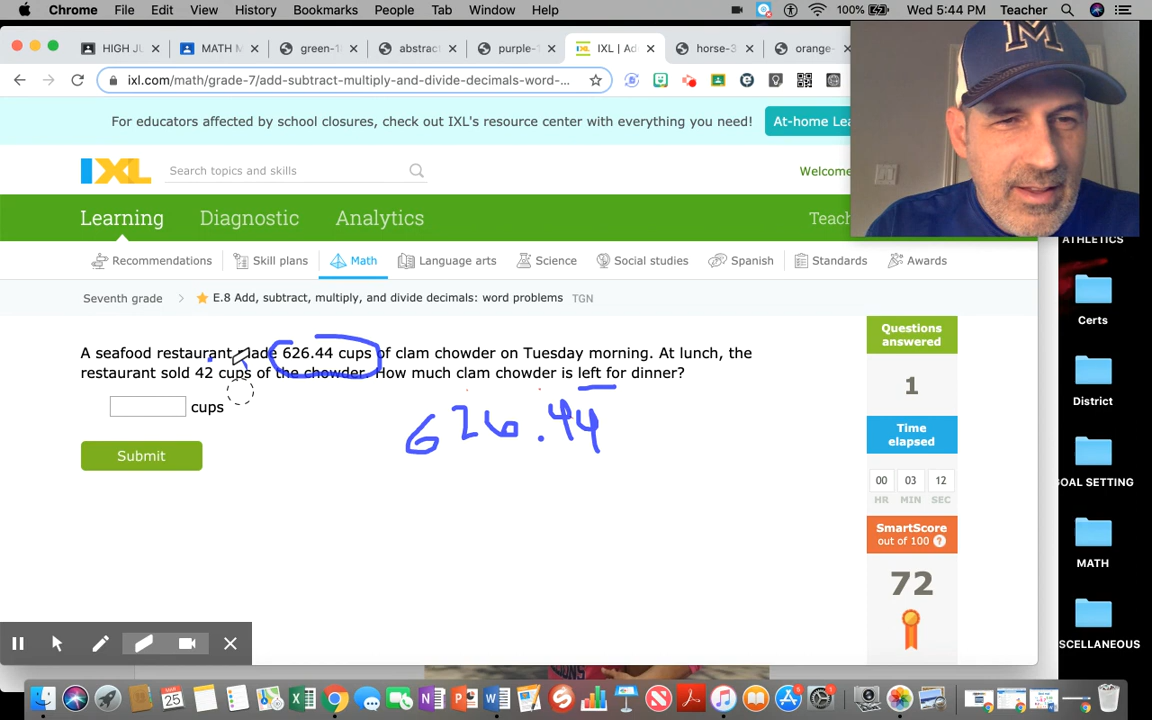 Chrome File Edit View History Bookmarks People Tab Window Help 100% Wed 5:44 PM Teacher
HIGH JU MATH M green-1 abstrac purple-1 IXL | Ad horse-3 orange-
ixl.com/math/grade-7/add-subtract-multiply-and-divide-decimals-word-...
For educators affected by school closures, check out IXL's resource center with everything you need! At-home Lea
IXL Search topics and skills Welcome
Learning Diagnostic Analytics Teach
ATHLETICS
Recommendations Skill plans Math Language arts Science Social studies Spanish Standards Awards
Seventh grade > E.8 Add, subtract, multiply, and divide decimals: word problems TGN
Certs
A seafood restaurant made 626.44 cups of clam chowder on Tuesday morning. At lunch, the
restaurant sold 42 cups of the chowder. How much clam chowder is left for dinner?
cups
626.44
Submit
Questions
answered
1
Time
elapsed
00 03 12
HR MIN SEC
SmartScore
out of 100 ?
72
District
GOAL SETTING
MATH
SCELLANEOUS
M
MAR
25